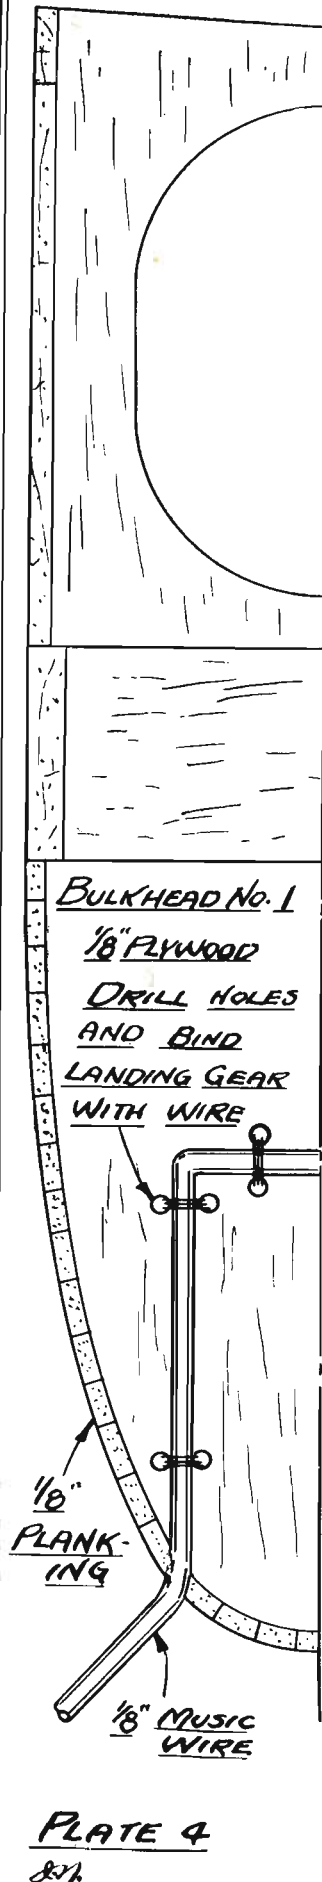 BULKHEAD NO. 1
1/8" PLYWOOD
DRILL HOLES
AND BIND
LANDING GEAR
WITH WIRE
1/8"
PLANK-
ING
1/8" MUSIC
WIRE
PLATE 4